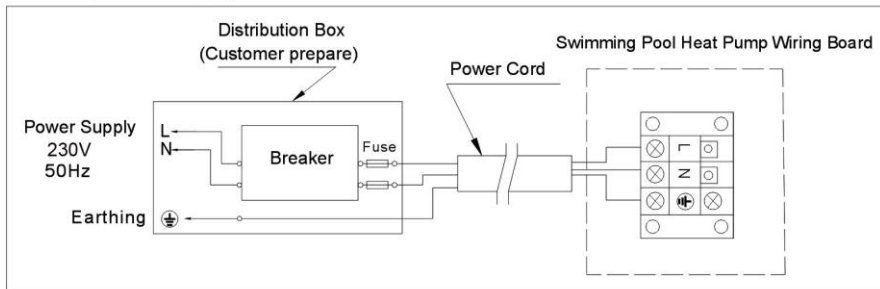 Distribution Box
(Customer prepare)
Swimming Pool Heat Pump Wiring Board
Power Cord
Power Supply
230V
50Hz
L
N
Breaker
Fuse
Earthing
L
N